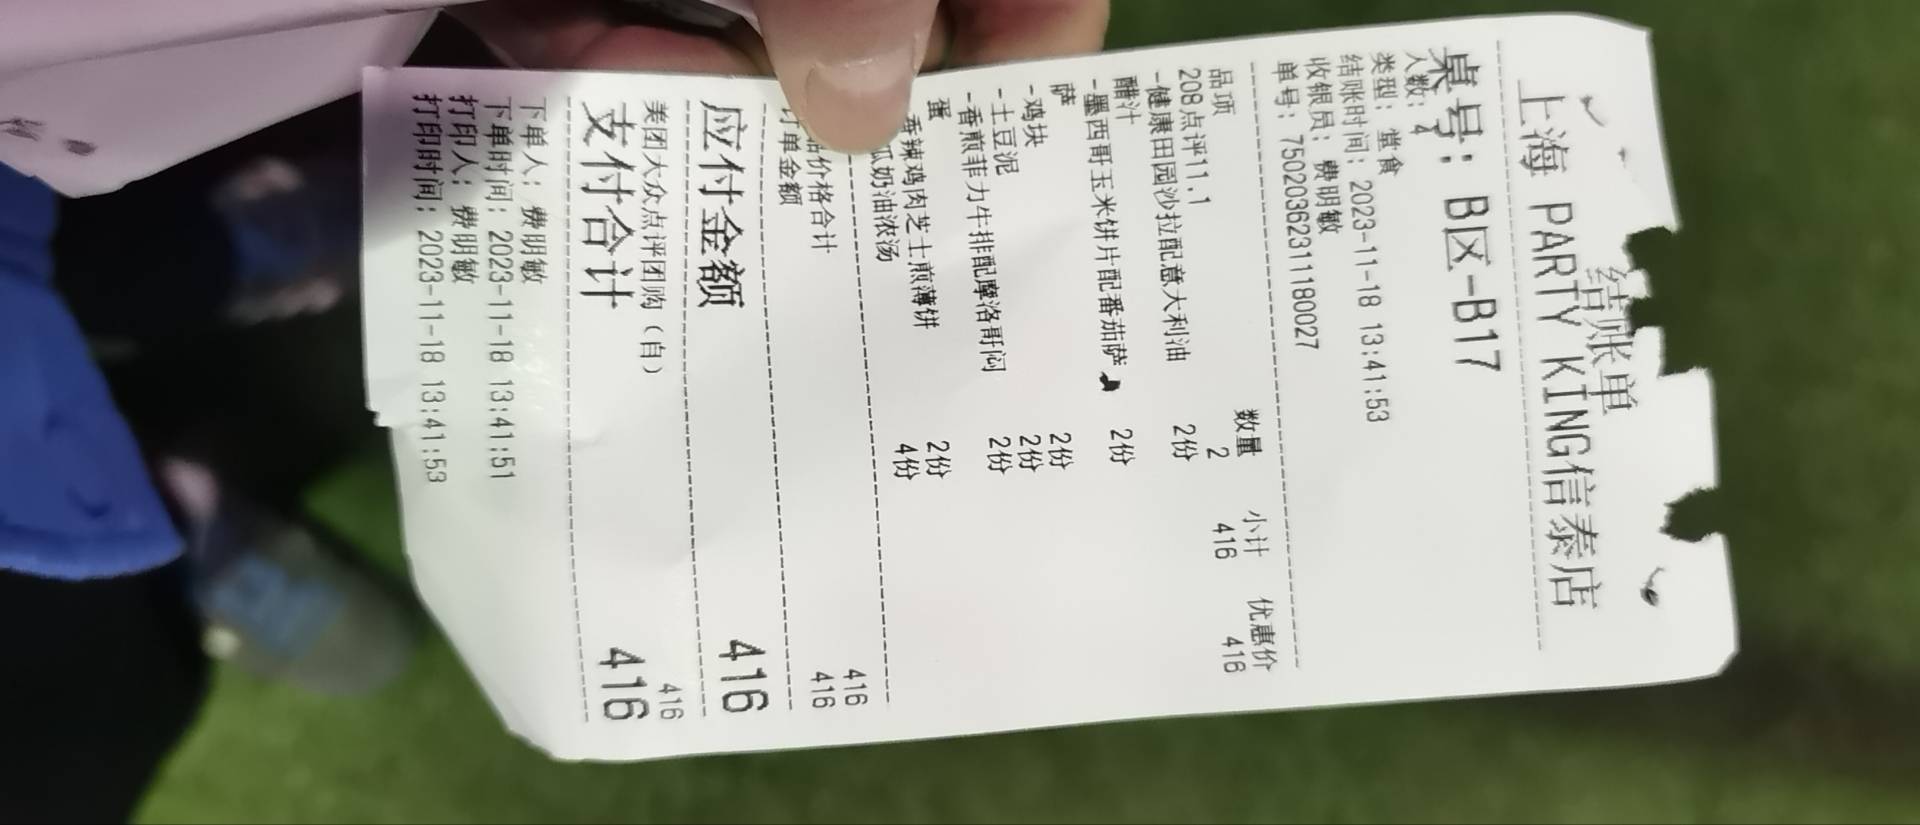 结账单
上海 PARTY KING信泰店
桌号：B区-B17
人数：4
类型：堂食
结账时间：2023-11-18 13:41:53
收银员：费明敏
单号：75020362311180027
品项 数量 小计 优惠价
208点评11.1 2 416 416
-健康田园沙拉配意大利油 2份
醋汁
-墨西哥玉米饼片配番茄萨 2份
萨
-鸡块 2份
-土豆泥 2份
-香煎菲力牛排配摩洛哥闷 2份
蛋
香辣鸡肉芝士煎薄饼 2份
瓜奶油浓汤 4份
价格合计 416
订单金额 416
应付金额 416
美团大众点评团购（自） 416
支付合计 416
下单人：费明敏
下单时间：2023-11-18 13:41:51
打印人：费明敏
打印时间：2023-11-18 13:41:53